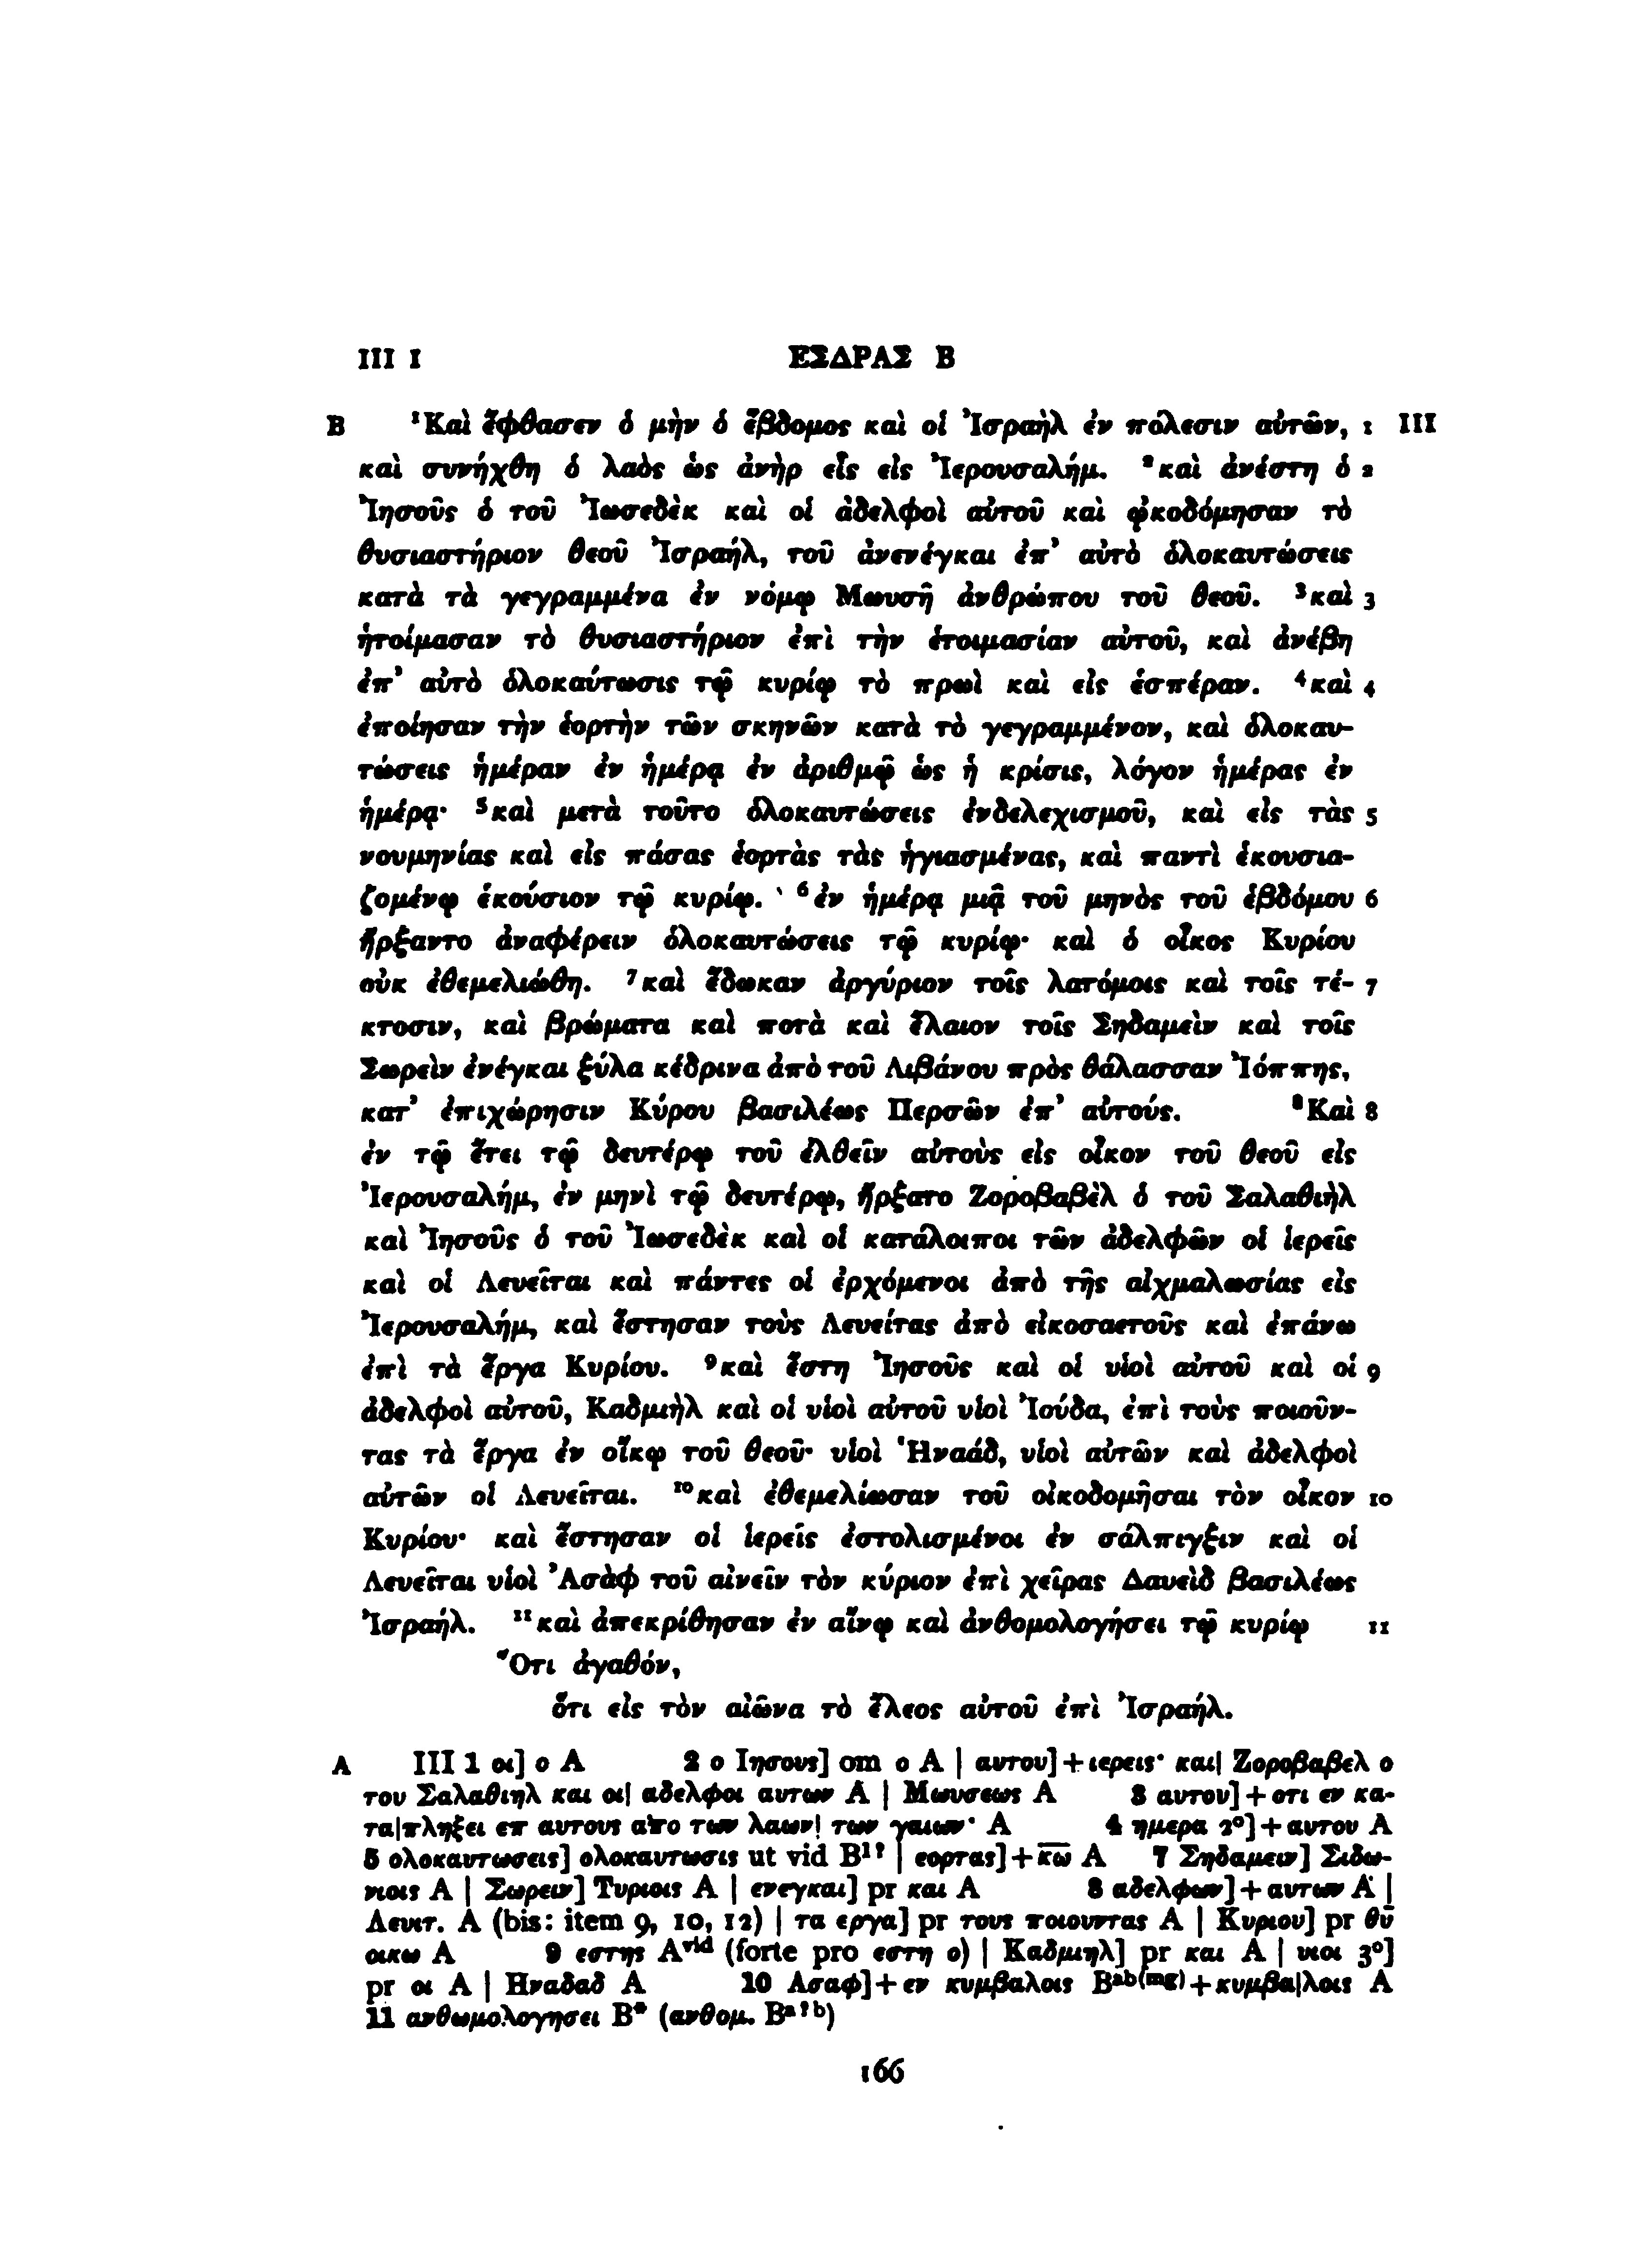 III 1 ΕΣΔΡΑΣ Β
B ¹Καὶ ἔφθασεν ὁ μὴν ὁ ἕβδομος καὶ οἱ Ἰσραὴλ ἐν πόλεσιν αὐτῶν, 1 III
καὶ συνήχθη ὁ λαὸς ὡς ἀνὴρ εἷς εἰς Ἰερουσαλήμ. ²καὶ ἀνέστη ὁ 2
Ἰησοῦς ὁ τοῦ Ἰωσεδὲκ καὶ οἱ ἀδελφοὶ αὐτοῦ καὶ ᾠκοδόμησαν τὸ
θυσιαστήριον θεοῦ Ἰσραήλ, τοῦ ἀνενέγκαι ἐπ᾽ αὐτὸ ὁλοκαυτώσεις
κατὰ τὰ γεγραμμένα ἐν νόμῳ Μωυσῆ ἀνθρώπου τοῦ θεοῦ. ³καὶ 3
ἡτοίμασαν τὸ θυσιαστήριον ἐπὶ τὴν ἑτοιμασίαν αὐτοῦ, καὶ ἀνέβη
ἐπ᾽ αὐτὸ ὁλοκαύτωσις τῷ κυρίῳ τὸ πρωὶ καὶ εἰς ἑσπέραν. ⁴καὶ 4
ἐποίησαν τὴν ἑορτὴν τῶν σκηνῶν κατὰ τὸ γεγραμμένον, καὶ ὁλοκαυ-
τώσεις ἡμέραν ἐν ἡμέρᾳ ἐν ἀριθμῷ ὡς ἡ κρίσις, λόγον ἡμέρας ἐν
ἡμέρᾳ· ⁵καὶ μετὰ τοῦτο ὁλοκαυτώσεις ἐνδελεχισμοῦ, καὶ εἰς τὰς 5
νουμηνίας καὶ εἰς πάσας ἑορτὰς τὰς ἡγιασμένας, καὶ παντὶ ἑκουσια-
ζομένῳ ἑκούσιον τῷ κυρίῳ. ⁶ἐν ἡμέρᾳ μιᾷ τοῦ μηνὸς τοῦ ἑβδόμου 6
ἤρξαντο ἀναφέρειν ὁλοκαυτώσεις τῷ κυρίῳ· καὶ ὁ οἶκος Κυρίου
οὐκ ἐθεμελιώθη. ⁷καὶ ἔδωκαν ἀργύριον τοῖς λατόμοις καὶ τοῖς τέ- 7
κτοσιν, καὶ βρώματα καὶ ποτὰ καὶ ἔλαιον τοῖς Σηδαμεὶν καὶ τοῖς
Σωρεὶν ἐνέγκαι ξύλα κέδρινα ἀπὸ τοῦ Λιβάνου πρὸς θάλασσαν Ἰόππης,
κατ᾽ ἐπιχώρησιν Κύρου βασιλέως Περσῶν ἐπ᾽ αὐτούς. ⁸Καὶ 8
ἐν τῷ ἔτει τῷ δευτέρῳ τοῦ ἐλθεῖν αὐτοὺς εἰς οἶκον τοῦ θεοῦ εἰς
Ἰερουσαλήμ, ἐν μηνὶ τῷ δευτέρῳ, ἤρξατο Ζοροβαβὲλ ὁ τοῦ Σαλαθιὴλ
καὶ Ἰησοῦς ὁ τοῦ Ἰωσεδὲκ καὶ οἱ κατάλοιποι τῶν ἀδελφῶν οἱ ἱερεῖς
καὶ οἱ Λευεῖται καὶ πάντες οἱ ἐρχόμενοι ἀπὸ τῆς αἰχμαλωσίας εἰς
Ἰερουσαλήμ, καὶ ἔστησαν τοὺς Λευείτας ἀπὸ εἰκοσαετοῦς καὶ ἐπάνω
ἐπὶ τὰ ἔργα Κυρίου. ⁹καὶ ἔστη Ἰησοῦς καὶ οἱ υἱοὶ αὐτοῦ καὶ οἱ 9
ἀδελφοὶ αὐτοῦ, Καδμιὴλ καὶ οἱ υἱοὶ αὐτοῦ υἱοὶ Ἰούδα, ἐπὶ τοὺς ποιοῦν-
τας τὰ ἔργα ἐν οἴκῳ τοῦ θεοῦ· υἱοὶ Ἡναάδ, υἱοὶ αὐτῶν καὶ ἀδελφοὶ
αὐτῶν οἱ Λευεῖται. ¹⁰καὶ ἐθεμελίωσαν τοῦ οἰκοδομῆσαι τὸν οἶκον 10
Κυρίου· καὶ ἔστησαν οἱ ἱερεῖς ἐστολισμένοι ἐν σάλπιγξιν καὶ οἱ
Λευεῖται υἱοὶ Ἀσὰφ τοῦ αἰνεῖν τὸν κύριον ἐπὶ χεῖρας Δαυεὶδ βασιλέως
Ἰσραήλ. ¹¹καὶ ἀπεκρίθησαν ἐν αἴνῳ καὶ ἀνθομολογήσει τῷ κυρίῳ 11
Ὅτι ἀγαθόν,
ὅτι εἰς τὸν αἰῶνα τὸ ἔλεος αὐτοῦ ἐπὶ Ἰσραήλ.
A III 1 οι] ο A 2 ο Ιησους] om ο A | αυτου] + ιερεις· και| Ζοροβαβελ ο
του Σαλαθιηλ και οι| αδελφοι αυτων A | Μωυσεως A 3 αυτου] + οτι εν κα-
τα|πληξει επ αυτους απο των λαων| των γαιων· A 4 ημερα 2°] + αυτου A
5 ολοκαυτωσεις] ολοκαυτωσις ut vid B¹ˀ | εορτας] + κ̅ω̅ A 7 Σηδαμειν] Σιδω-
νιοις A | Σωρειν] Τυριοις A | ενεγκαι] pr και A 8 αδελφων] + αυτων A |
Λευιτ. A (bis: item 9, 10, 12) | τα εργα] pr τους ποιουντας A | Κυριου] pr θ̅υ̅
οικω A 9 εστης Aᵛⁱᵈ (forte pro εστη ο) | Καδμιηλ] pr και A | υιοι 3°]
pr οι A | Ηναδαδ A 10 Ασαφ] + εν κυμβαλοις Bᵃᵇ⁽ᵐᵍ⁾ + κυμβα|λοις A
11 ανθωμολογησει B* (ανθομ. Bᵃˀᵇ)
166